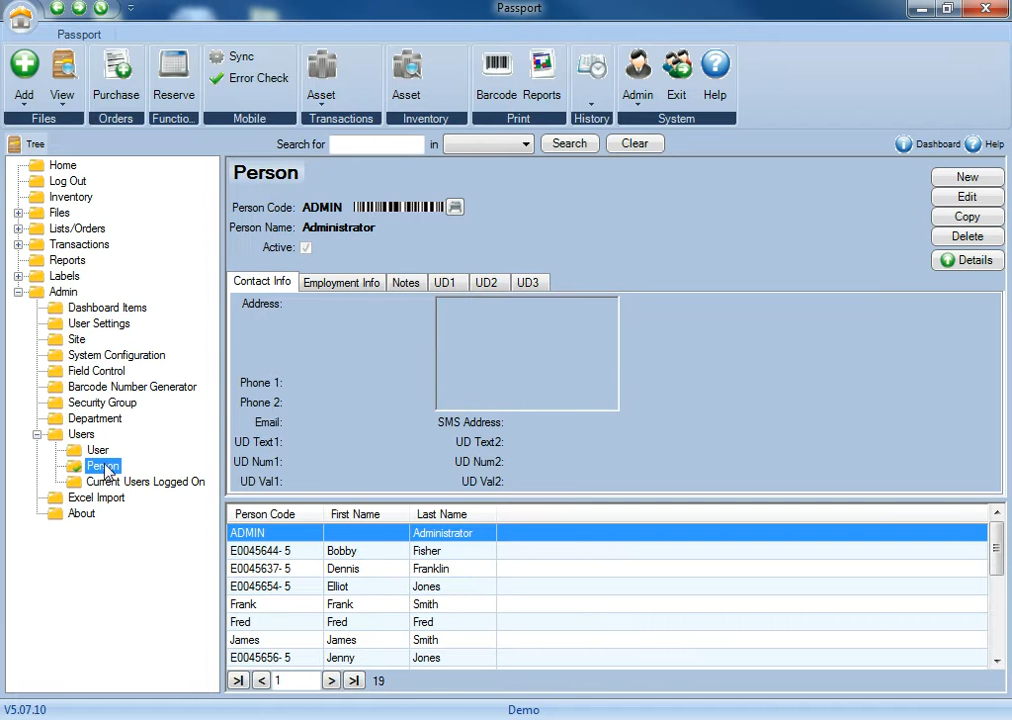 Passport
Passport
Add
View
Files
Purchase
Orders
Reserve
Functio...
Sync
Error Check
Mobile
Asset
Transactions
Asset
Inventory
Barcode
Reports
Print
History
Admin
Exit
Help
System
Tree
Search for in Search Clear
Dashboard Help
Home
Log Out
Inventory
Files
Lists/Orders
Transactions
Reports
Labels
Admin
Dashboard Items
User Settings
Site
System Configuration
Field Control
Barcode Number Generator
Security Group
Department
Users
User
Person
Current Users Logged On
Excel Import
About
Person
Person Code: ADMIN
Person Name: Administrator
Active:
New
Edit
Copy
Delete
Details
Contact Info Employment Info Notes UD1 UD2 UD3
Address:
Phone 1:
Phone 2:
Email: SMS Address:
UD Text1: UD Text2:
UD Num1: UD Num2:
UD Val1: UD Val2:
Person Code First Name Last Name
ADMIN Administrator
E0045644- 5 Bobby Fisher
E0045637- 5 Dennis Franklin
E0045654- 5 Elliot Jones
Frank Frank Smith
Fred Fred Fred
James James Smith
E0045656- 5 Jenny Jones
>| < 1 > >| 19
V5.07.10 Demo